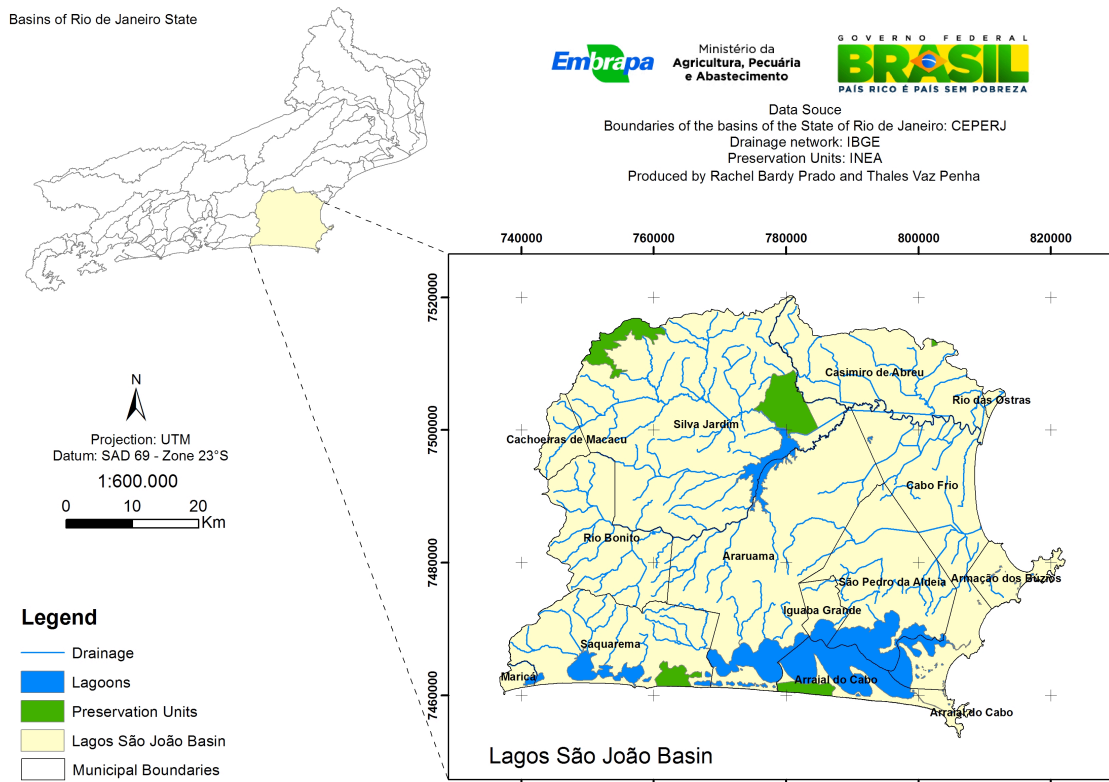 Basins of Rio de Janeiro State
Embrapa
Ministério da
Agricultura, Pecuária
e Abastecimento
GOVERNO FEDERAL
BRASIL
PAÍS RICO É PAÍS SEM POBREZA
Data Souce
Boundaries of the basins of the State of Rio de Janeiro: CEPERJ
Drainage network: IBGE
Preservation Units: INEA
Produced by Rachel Bardy Prado and Thales Vaz Penha
740000 760000 780000 800000 820000
7520000
7500000
7480000
7460000
Casimiro de Abreu
Rio das Ostras
Silva Jardim
Cachoeiras de Macacu
Cabo Frio
Rio Bonito
Araruama
São Pedro da Aldeia
Armação dos Búzios
Iguaba Grande
Saquarema
Maricá
Arraial do Cabo
Arraial do Cabo
Lagos São João Basin
N
Projection: UTM
Datum: SAD 69 - Zone 23°S
1:600.000
0 10 20
Km
Legend
Drainage
Lagoons
Preservation Units
Lagos São João Basin
Municipal Boundaries